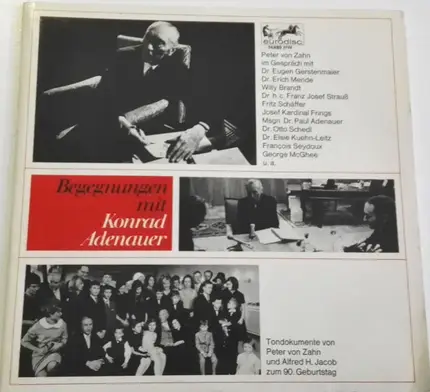 eurodisc
Peter von Zahn
im Gespräch mit
Dr. Eugen Gerstenmaier
Dr. Erich Mende
Willy Brandt
Dr. h. c. Franz Josef Strauß
Fritz Schäffer
Josef Kardinal Frings
Msgn. Dr. Paul Adenauer
Dr. Otto Schedl
Dr. Elsie Kuehn-Leitz
François Seydoux
George McGhee
u. a.
Begegnungen
mit
Konrad
Adenauer
Tondokumente von
Peter von Zahn
und Alfred H. Jacob
zum 90. Geburtstag